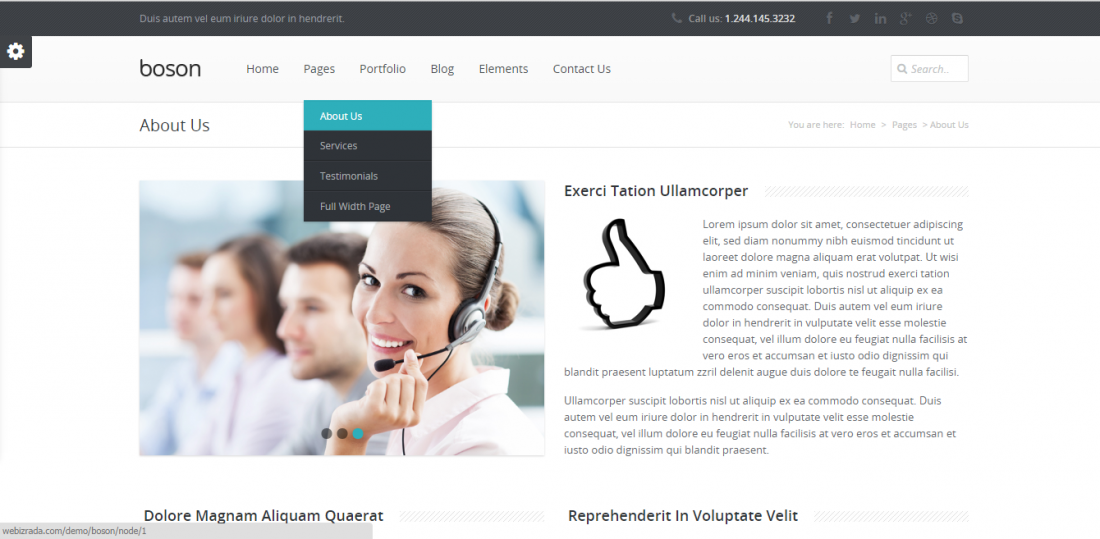 Duis autem vel eum iriure dolor in hendrerit.
Call us: 1.244.145.3232
boson
Home Pages Portfolio Blog Elements Contact Us
Search..
About Us
You are here: Home > Pages > About Us
About Us
Services
Testimonials
Full Width Page
Exerci Tation Ullamcorper
Lorem ipsum dolor sit amet, consectetuer adipiscing
elit, sed diam nonummy nibh euismod tincidunt ut
laoreet dolore magna aliquam erat volutpat. Ut wisi
enim ad minim veniam, quis nostrud exerci tation
ullamcorper suscipit lobortis nisl ut aliquip ex ea
commodo consequat. Duis autem vel eum iriure
dolor in hendrerit in vulputate velit esse molestie
consequat, vel illum dolore eu feugiat nulla facilisis at
vero eros et accumsan et iusto odio dignissim qui
blandit praesent luptatum zzril delenit augue duis dolore te feugait nulla facilisi.
Ullamcorper suscipit lobortis nisl ut aliquip ex ea commodo consequat. Duis
autem vel eum iriure dolor in hendrerit in vulputate velit esse molestie
consequat, vel illum dolore eu feugiat nulla facilisis at vero eros et accumsan et
iusto odio dignissim qui blandit praesent.
Dolore Magnam Aliquam Quaerat
Reprehenderit In Voluptate Velit
webizrada.com/demo/boson/node/1